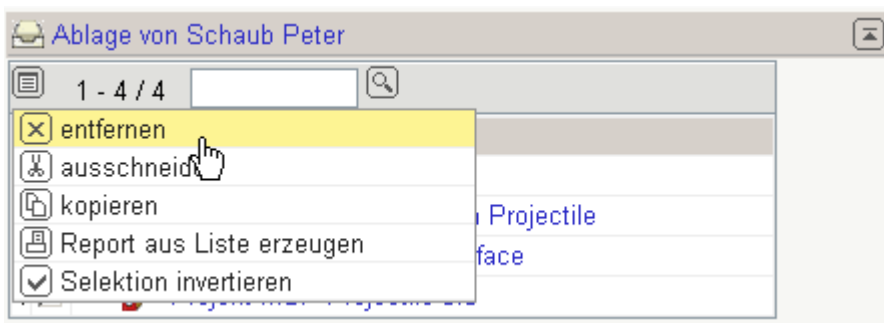 Ablage von Schaub Peter
1 - 4 / 4
entfernen
ausschneid
kopieren
Projectile
Report aus Liste erzeugen
face
Selektion invertieren